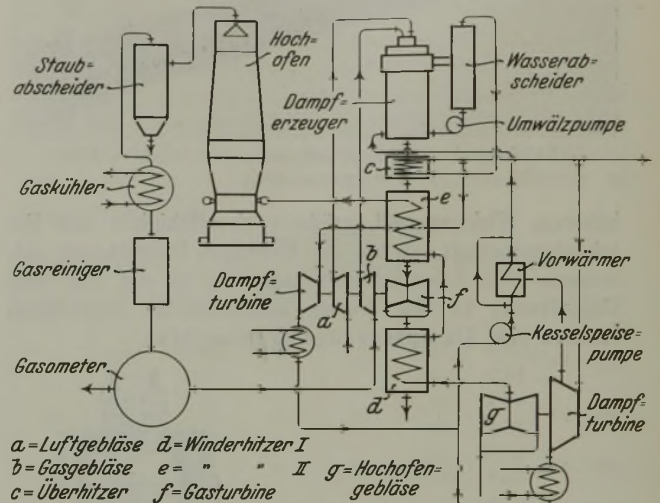 Staub=
abscheider
Hoch=
ofen
Dampf=
erzeuger
Wasserab=
scheider
Umwälzpumpe
c
Gaskühler
e
Gasreiniger
b
Dampf=
turbine
a
f
Vorwärmer
Kesselspeise=
pumpe
Gasometer
d
g
Dampf=
turbine
a = Luftgebläse d = Winderhitzer I
b = Gasgebläse e = " " II g = Hochofen=
gebläse
c = Überhitzer f = Gasturbine